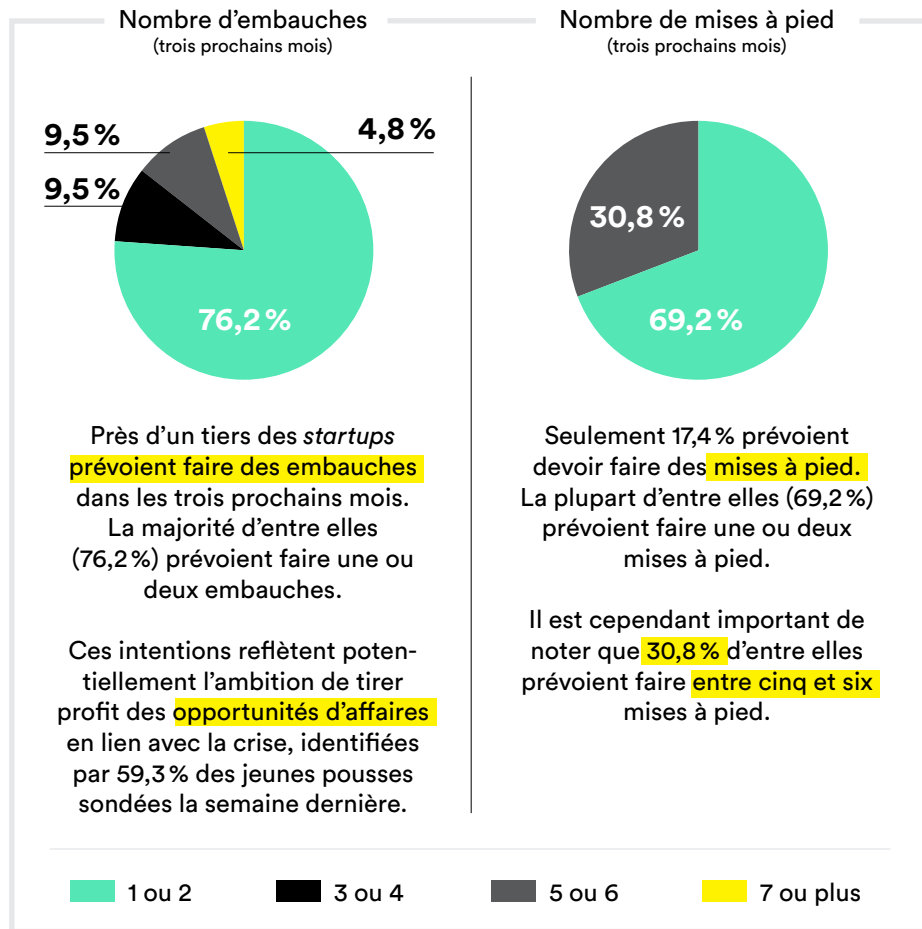 Nombre d’embauches
(trois prochains mois)
9,5 %
9,5 %
4,8 %
76,2 %
Près d’un tiers des startups
prévoient faire des embauches
dans les trois prochains mois.
La majorité d’entre elles
(76,2 %) prévoient faire une ou
deux embauches.
Ces intentions reflètent poten-
tiellement l’ambition de tirer
profit des opportunités d’affaires
en lien avec la crise, identifiées
par 59,3 % des jeunes pousses
sondées la semaine dernière.
Nombre de mises à pied
(trois prochains mois)
30,8 %
69,2 %
Seulement 17,4 % prévoient
devoir faire des mises à pied.
La plupart d’entre elles (69,2 %)
prévoient faire une ou deux
mises à pied.
Il est cependant important de
noter que 30,8 % d’entre elles
prévoient faire entre cinq et six
mises à pied.
1 ou 2
3 ou 4
5 ou 6
7 ou plus